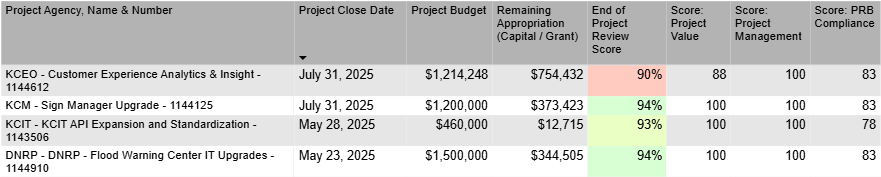 Project Agency, Name & Number Project Close Date Project Budget Remaining Appropriation (Capital / Grant) End of Project Review Score Score: Project Value Score: Project Management Score: PRB Compliance
KCEO - Customer Experience Analytics & Insight - 1144612 July 31, 2025 $1,214,248 $754,432 90% 88 100 83
KCM - Sign Manager Upgrade - 1144125 July 31, 2025 $1,200,000 $373,423 94% 100 100 83
KCIT - KCIT API Expansion and Standardization - 1143506 May 28, 2025 $460,000 $12,715 93% 100 100 78
DNRP - DNRP - Flood Warning Center IT Upgrades - 1144910 May 23, 2025 $1,500,000 $344,505 94% 100 100 83